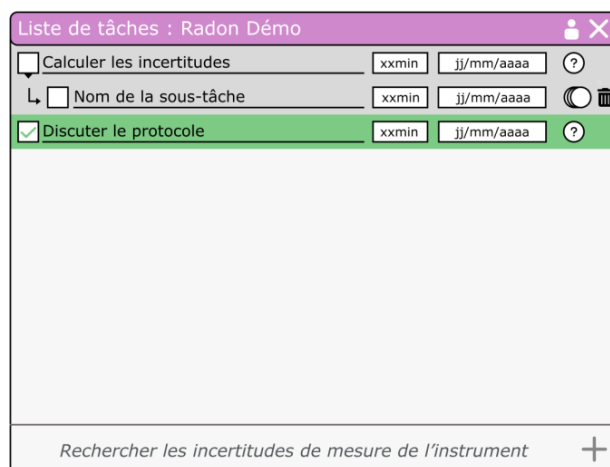 Liste de tâches : Radon Démo
Calculer les incertitudes xxmin jj/mm/aaaa ?
Nom de la sous-tâche xxmin jj/mm/aaaa
Discuter le protocole xxmin jj/mm/aaaa ?
Rechercher les incertitudes de mesure de l'instrument